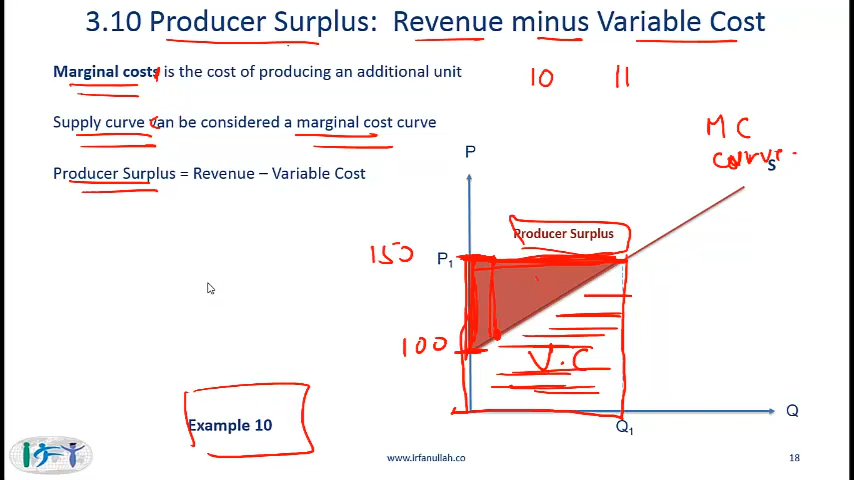 3.10 Producer Surplus: Revenue minus Variable Cost
Marginal costs is the cost of producing an additional unit
10 11
Supply curve can be considered a marginal cost curve
MC
curve
P
S
Producer Surplus = Revenue – Variable Cost
Producer Surplus
150
P1
100
V.C
Example 10
Q
Q1
www.irfanullah.co
18